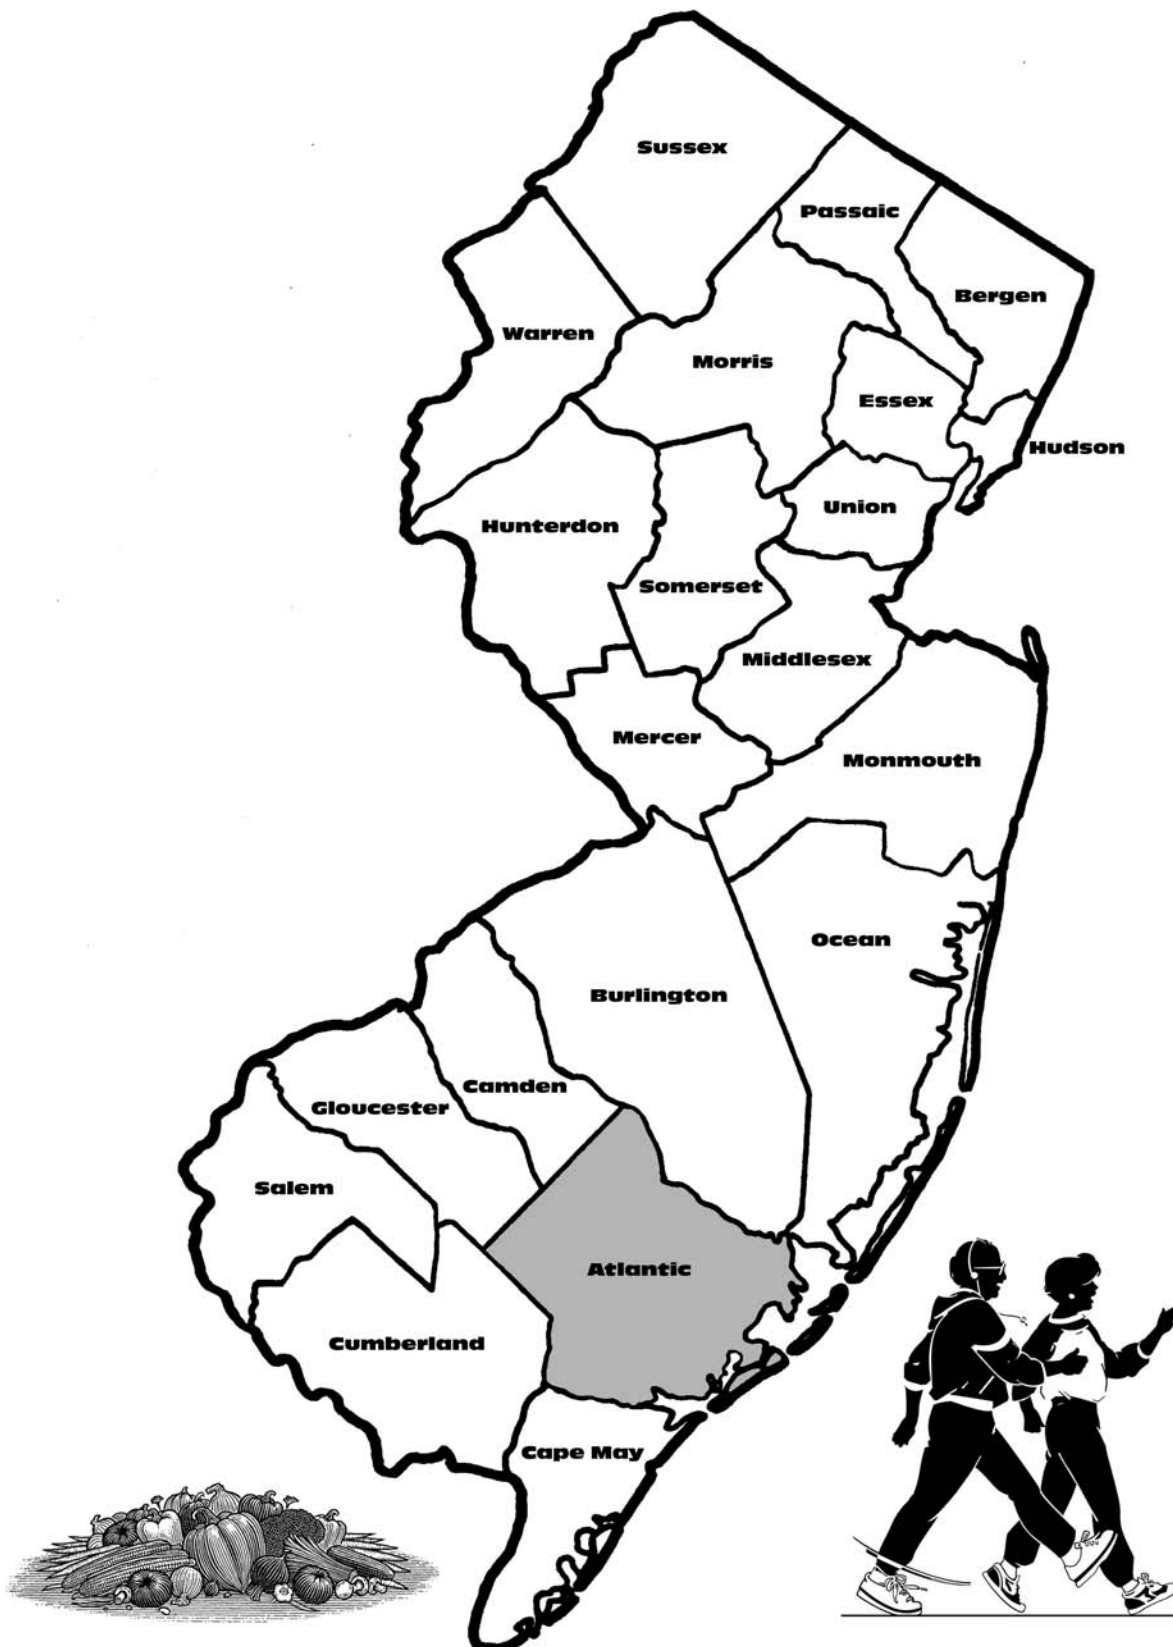 Sussex
Passaic
Bergen
Warren
Morris
Essex
Hudson
Union
Hunterdon
Somerset
Middlesex
Mercer
Monmouth
Ocean
Burlington
Camden
Gloucester
Salem
Atlantic
Cumberland
Cape May